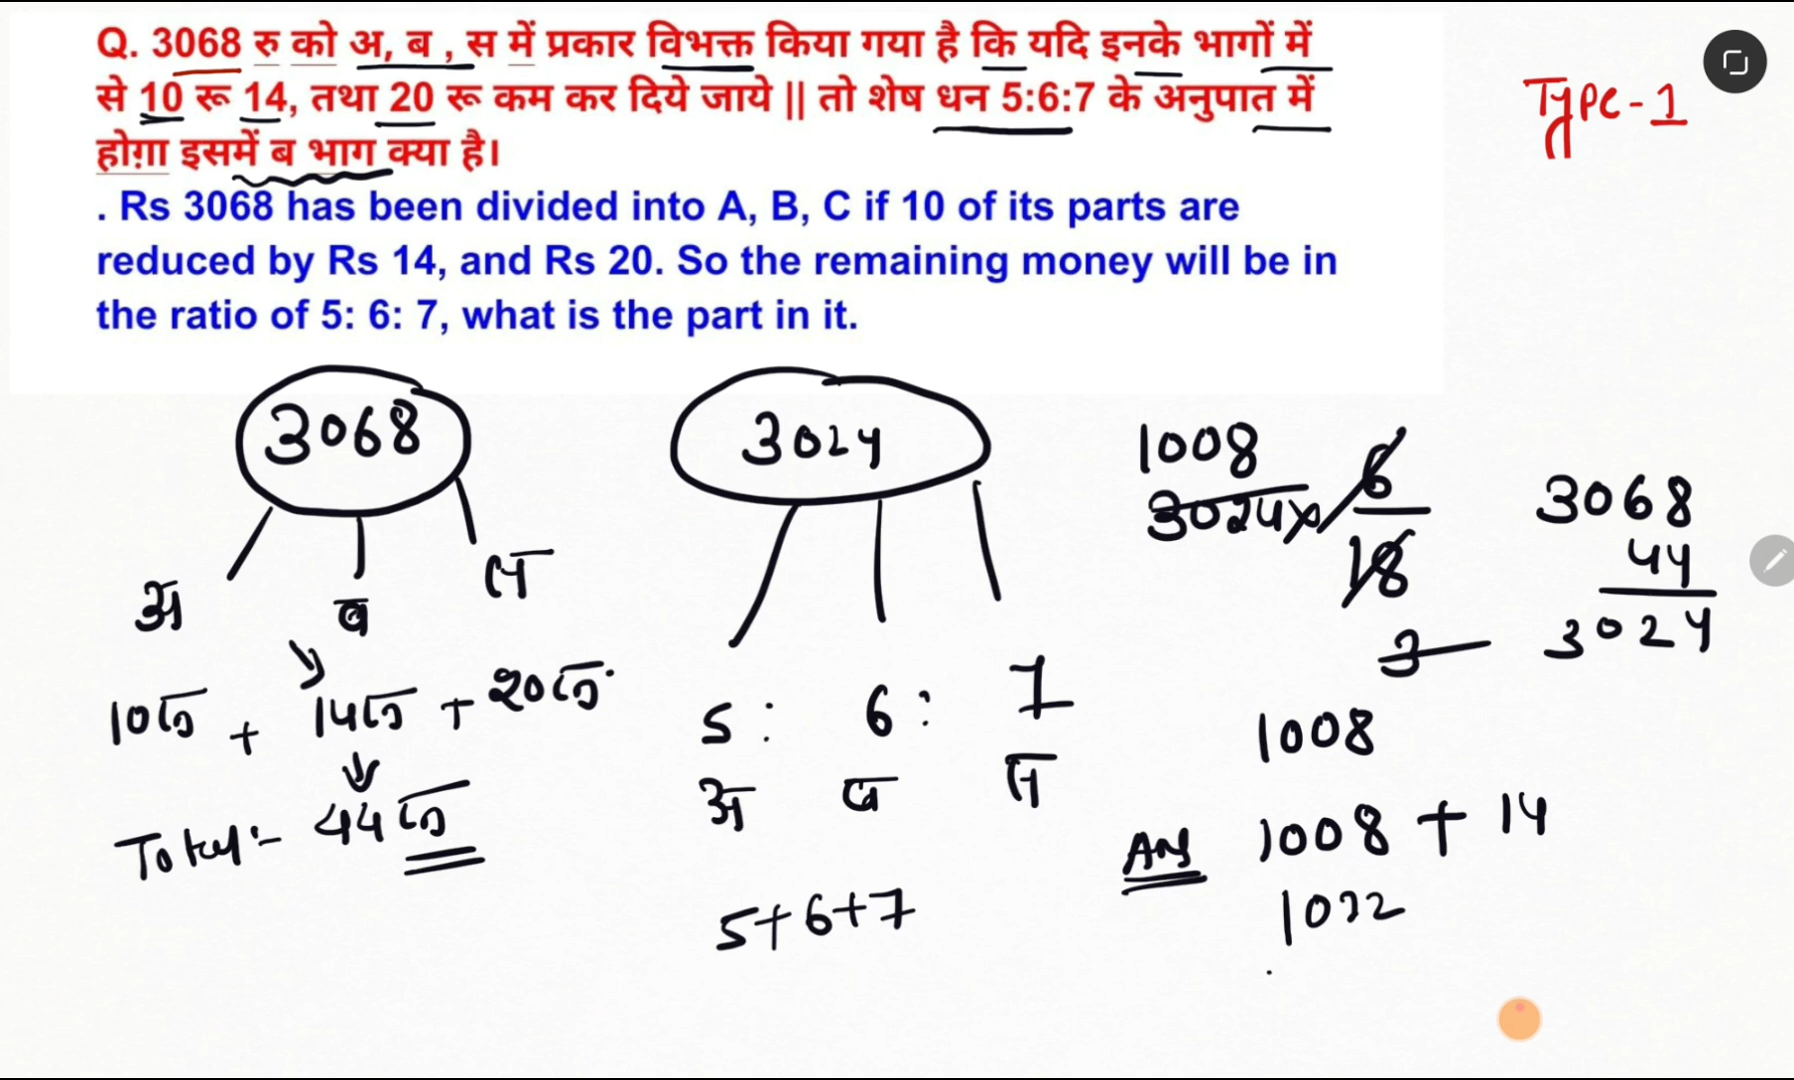 Q. 3068 रु को अ, ब , स में प्रकार विभक्त किया गया है कि यदि इनके भागों में
से 10 रू 14, तथा 20 रू कम कर दिये जाये || तो शेष धन 5:6:7 के अनुपात में
होग़ा इसमें ब भाग क्या है।
. Rs 3068 has been divided into A, B, C if 10 of its parts are
reduced by Rs 14, and Rs 20. So the remaining money will be in
the ratio of 5: 6: 7, what is the part in it.
Type-1
3068
अ ब स
10रु + 14रु + 20रु
Total :- 44रु
3024
5 : 6 : 7
अ ब स
5+6+7
1008
3024 x 6
18
3
3068
44
3024
1008
Ans 1008 + 14
1022